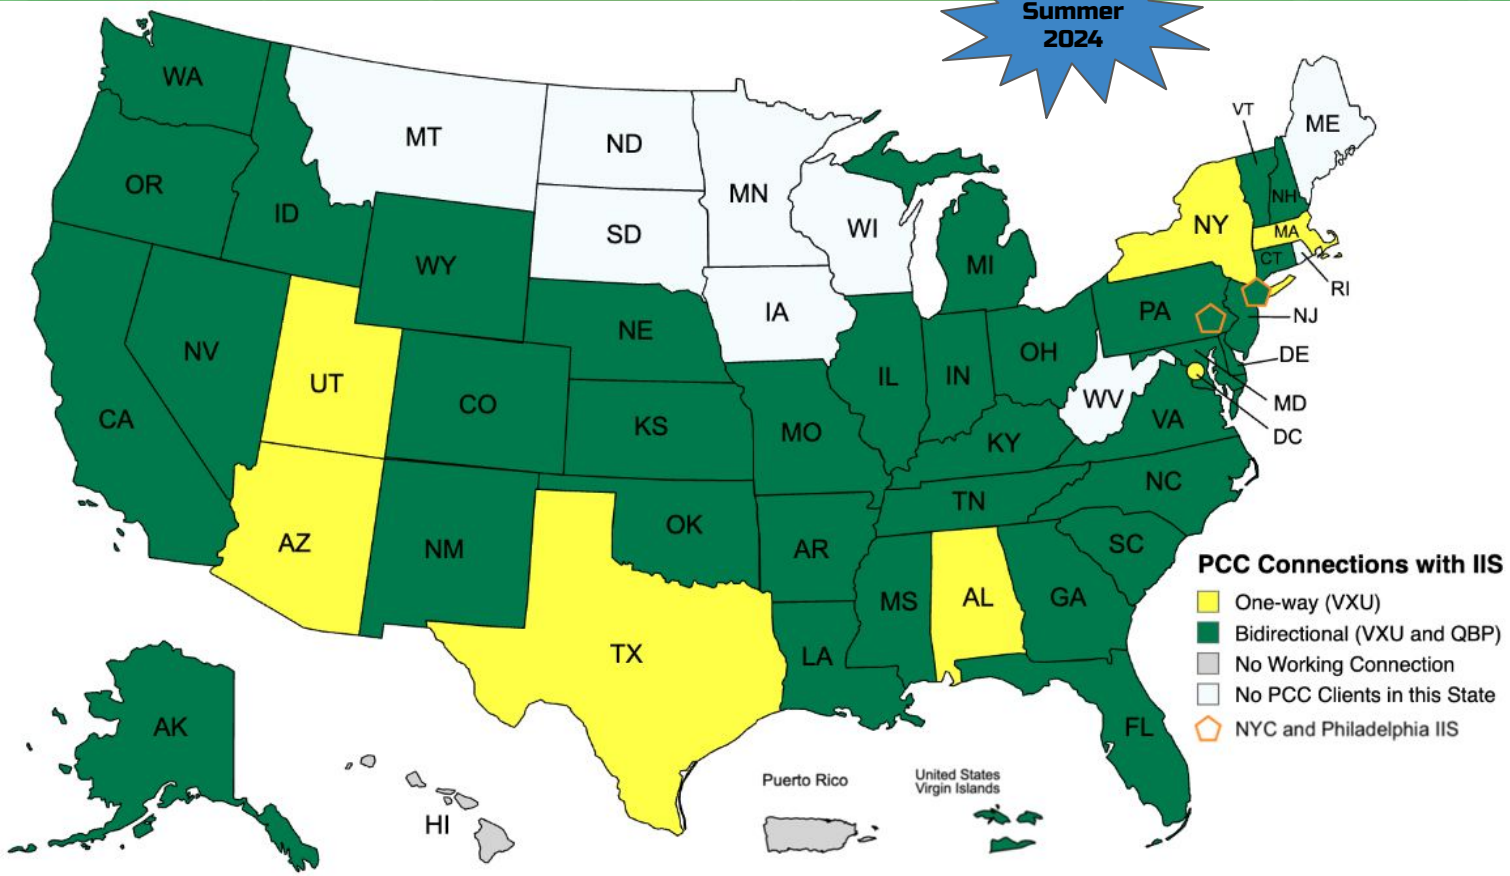 Summer
2024
WA
MT
ND
MN
VT
ME
OR
ID
SD
WI
NH
NY
MA
WY
MI
CT
RI
IA
PA
NJ
NV
NE
IL
IN
OH
DE
UT
CO
WV
MD
CA
KS
MO
KY
VA
DC
TN
NC
AZ
NM
OK
AR
SC
MS
AL
GA
PCC Connections with IIS
One-way (VXU)
Bidirectional (VXU and QBP)
TX
LA
No Working Connection
No PCC Clients in this State
AK
FL
NYC and Philadelphia IIS
Puerto Rico
United States
Virgin Islands
HI